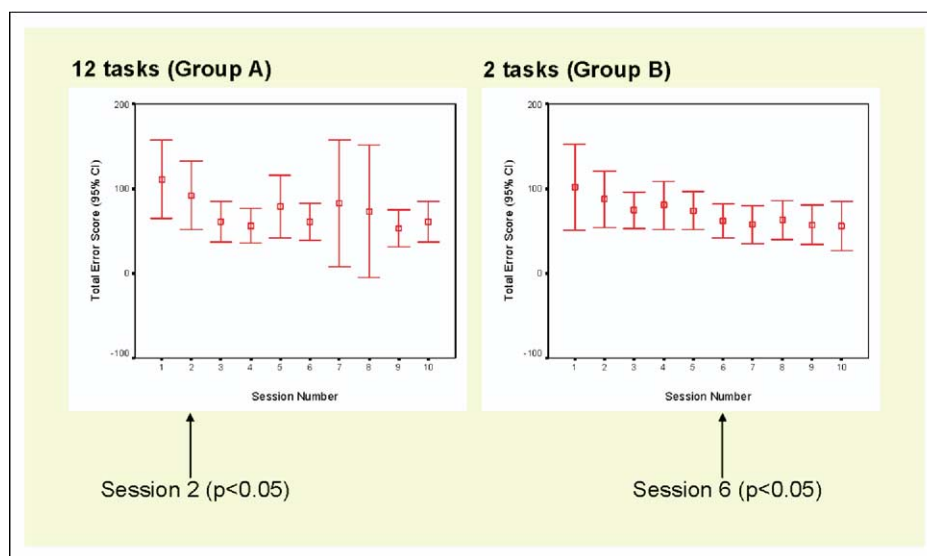 12 tasks (Group A)
200
100
0
-100
Total Error Score (95% CI)
1 2 3 4 5 6 7 8 9 10
Session Number
Session 2 (p<0.05)
2 tasks (Group B)
200
100
0
-100
Total Error Score (95% CI)
1 2 3 4 5 6 7 8 9 10
Session Number
Session 6 (p<0.05)